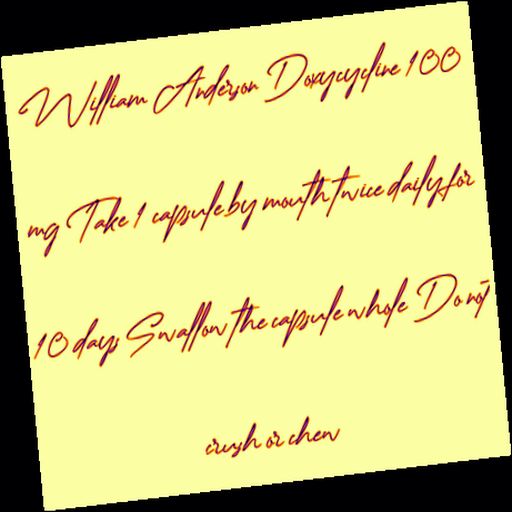 William Anderson Doxycycline 100
mg Take 1 capsule by mouth twice daily for
10 days Swallow the capsule whole Do not
crush or chew